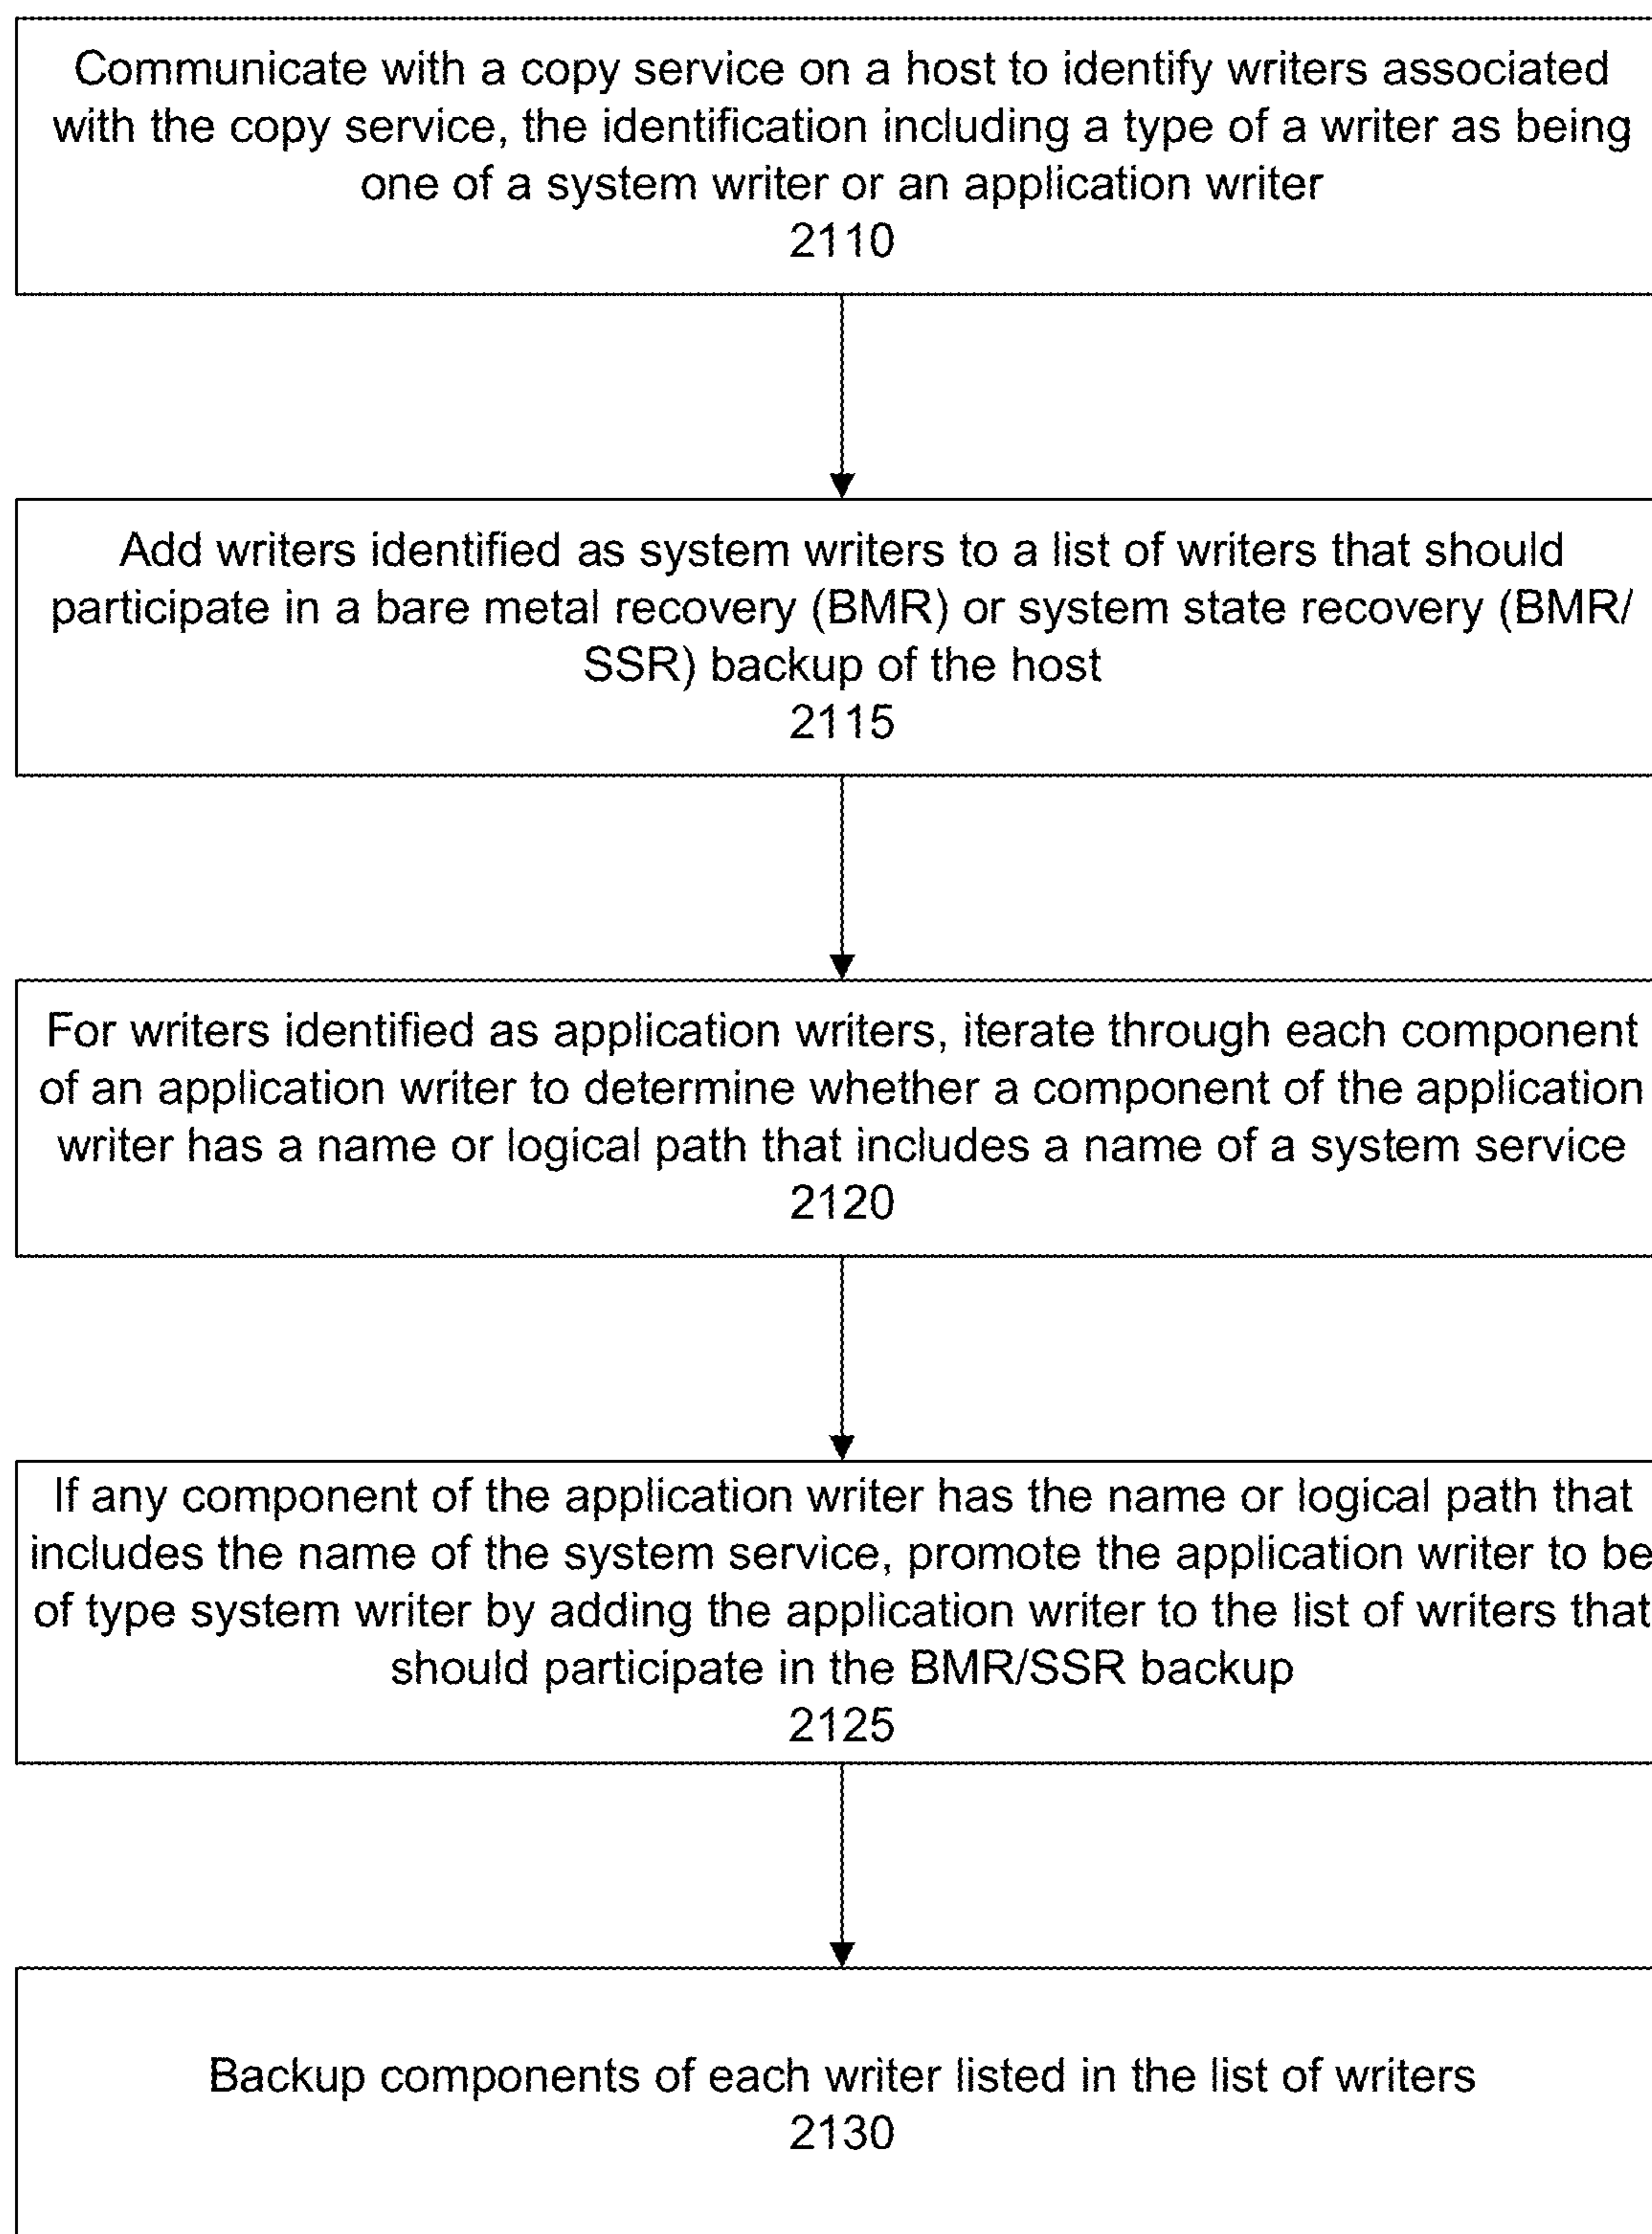 Communicate with a copy service on a host to identify writers associated
with the copy service, the identification including a type of a writer as being
one of a system writer or an application writer
2110
Add writers identified as system writers to a list of writers that should
participate in a bare metal recovery (BMR) or system state recovery (BMR/
SSR) backup of the host
2115
For writers identified as application writers, iterate through each component
of an application writer to determine whether a component of the application
writer has a name or logical path that includes a name of a system service
2120
If any component of the application writer has the name or logical path that
includes the name of the system service, promote the application writer to be
of type system writer by adding the application writer to the list of writers that
should participate in the BMR/SSR backup
2125
Backup components of each writer listed in the list of writers
2130